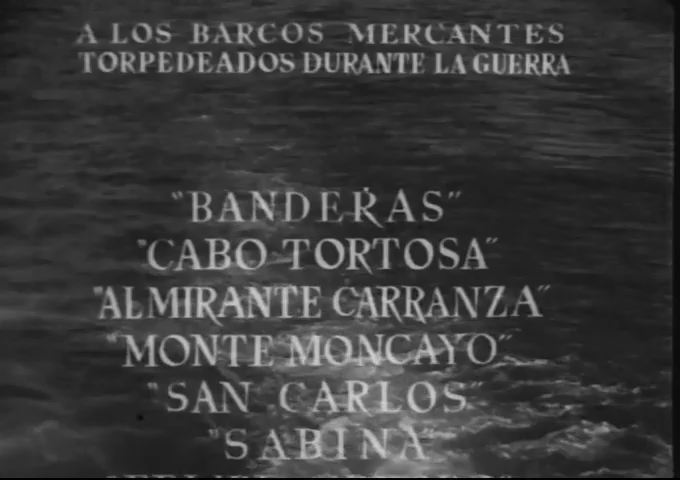 A LOS BARCOS MERCANTES
TORPEDEADOS DURANTE LA GUERRA
"BANDERAS"
"CABO TORTOSA"
"ALMIRANTE CARRANZA"
"MONTE MONCAYO"
"SAN CARLOS"
"SABINA"